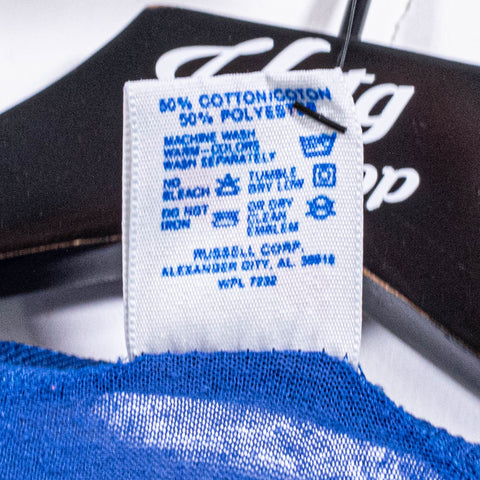 50% COTTON/COTON
50% POLYESTER
MACHINE WASH
WARM-COLORS
WASH SEPARATELY
NO BLEACH
TUMBLE DRY LOW
DO NOT IRON
OR DRY CLEAN EMBLEM
RUSSELL CORP.
ALEXANDER CITY, AL. 35010
WPL 7232